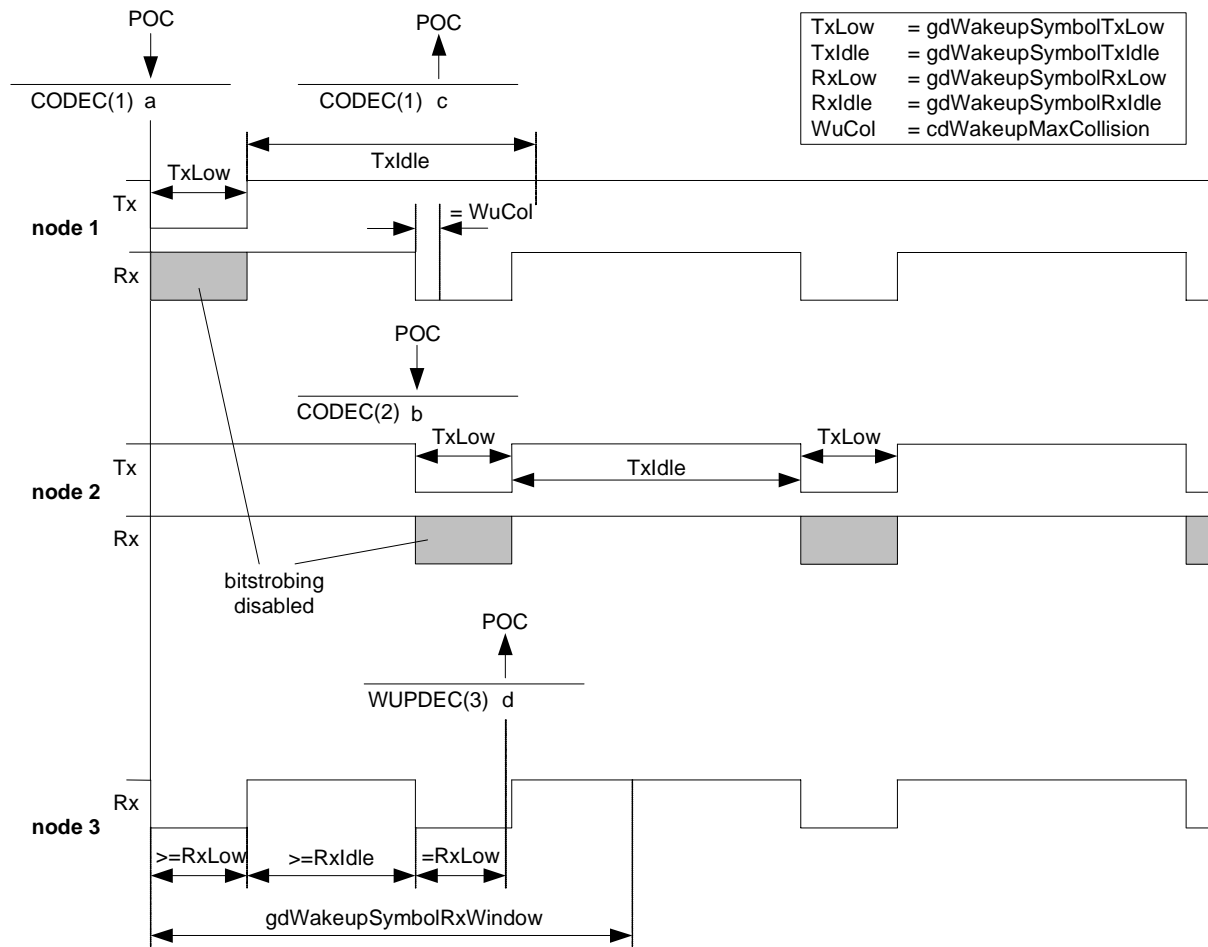 POC
POC
CODEC(1) a
CODEC(1) c
TxLow = gdWakeupSymbolTxLow
TxIdle = gdWakeupSymbolTxIdle
RxLow = gdWakeupSymbolRxLow
RxIdle = gdWakeupSymbolRxIdle
WuCol = cdWakeupMaxCollision
TxLow
TxIdle
Tx
node 1
= WuCol
Rx
POC
CODEC(2) b
TxLow
TxIdle
TxLow
Tx
node 2
Rx
bitstrobing
disabled
POC
WUPDEC(3) d
Rx
node 3
>=RxLow
>=RxIdle
=RxLow
gdWakeupSymbolRxWindow